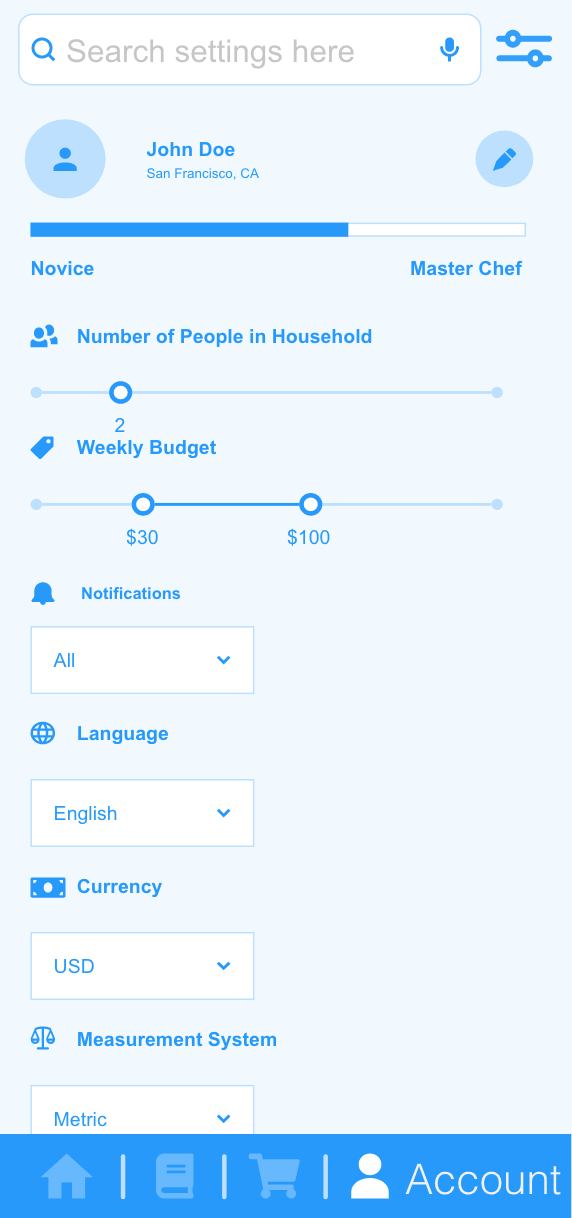 Search settings here
John Doe
San Francisco, CA
Novice
Master Chef
Number of People in Household
2
Weekly Budget
$30
$100
Notifications
All
Language
English
Currency
USD
Measurement System
Metric
Account